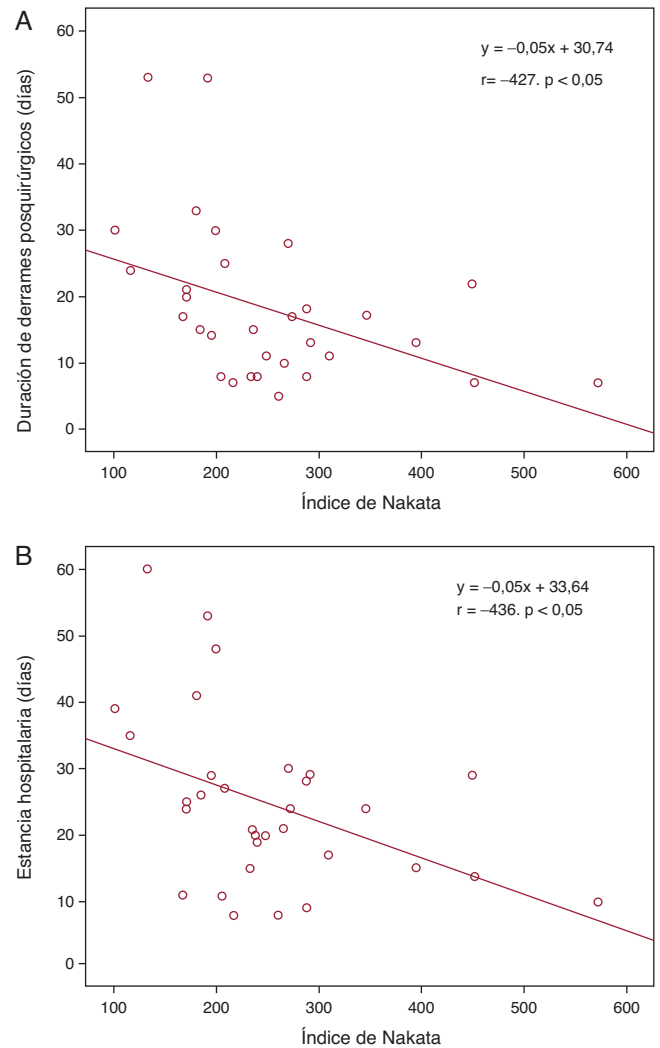 A
Duración de derrames posquirúrgicos (días)
60
50
40
30
20
10
0
y = –0,05x + 30,74
r= –427. p < 0,05
100 200 300 400 500 600
Índice de Nakata
B
Estancia hospitalaria (días)
60
50
40
30
20
10
0
y = –0,05x + 33,64
r = –436. p < 0,05
100 200 300 400 500 600
Índice de Nakata